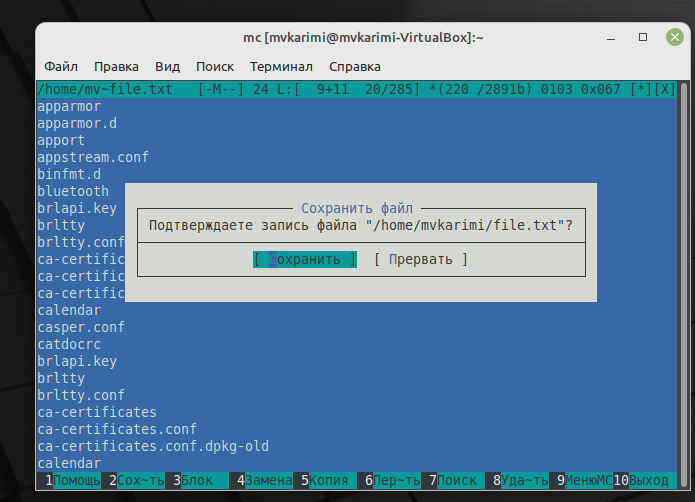 mc [mvkarimi@mvkarimi-VirtualBox]:~
Файл Правка Вид Поиск Терминал Справка
/home/mv~file.txt [-M--] 24 L:[ 9+11 20/285] *(220 /2891b) 0103 0x067 [*][X]
apparmor
apparmor.d
apport
appstream.conf
binfmt.d
bluetooth
brlapi.key
brltty
brltty.conf
ca-certific
ca-certific
ca-certific
Сохранить файл
Подтверждаете запись файла "/home/mvkarimi/file.txt"?
[ Сохранить ] [ Прервать ]
calendar
casper.conf
catdocrc
brlapi.key
brltty
brltty.conf
ca-certificates
ca-certificates.conf
ca-certificates.conf.dpkg-old
calendar
1Помощь 2Сох~ть 3Блок 4Замена 5Копия 6Пер~ть 7Поиск 8Уда~ть 9МенюMC 10Выход